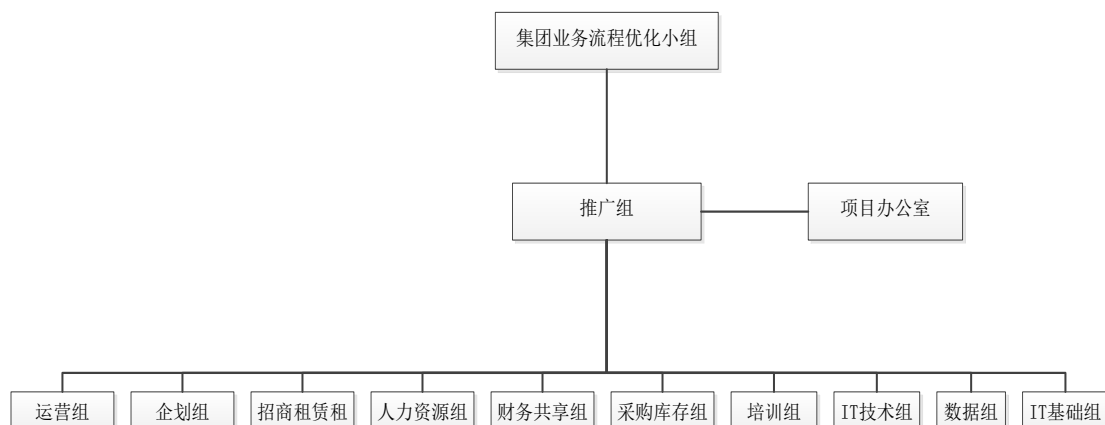 集团业务流程优化小组
推广组
项目办公室
运营组
企划组
招商租赁租
人力资源组
财务共享组
采购库存组
培训组
IT技术组
数据组
IT基础组